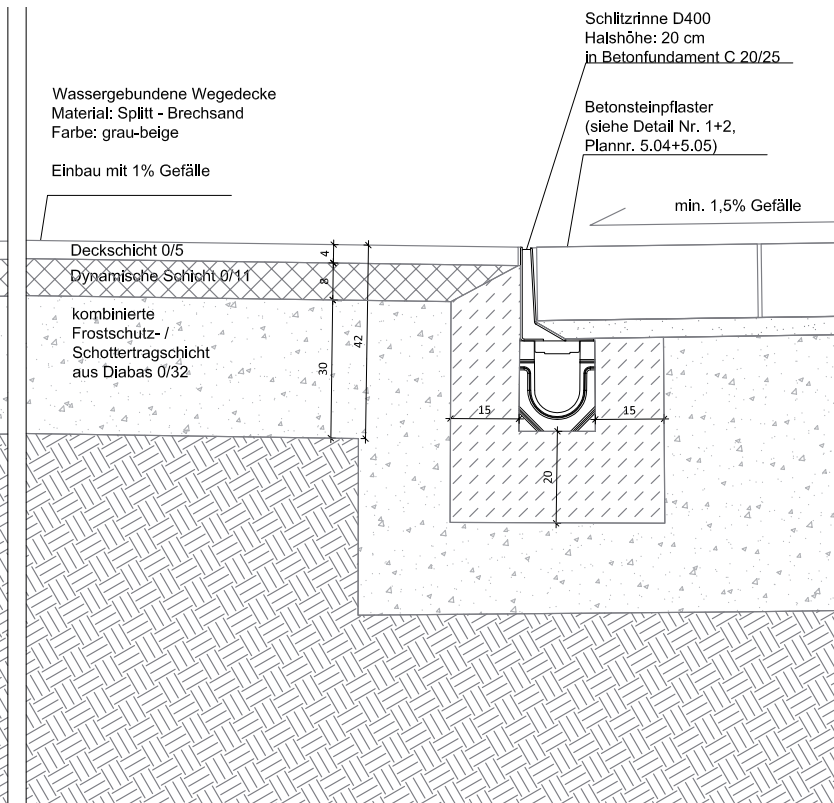 Schlitzrinne D400
Halshöhe: 20 cm
in Betonfundament C 20/25
Wassergebundene Wegedecke
Material: Splitt - Brechsand
Farbe: grau-beige
Einbau mit 1% Gefälle
Betonsteinpflaster
(siehe Detail Nr. 1+2,
Plannr. 5.04+5.05)
min. 1,5% Gefälle
Deckschicht 0/5
4
Dynamische Schicht 0/11
8
kombinierte
Frostschutz- /
Schottertragschicht
aus Diabas 0/32
30
42
15
15
20